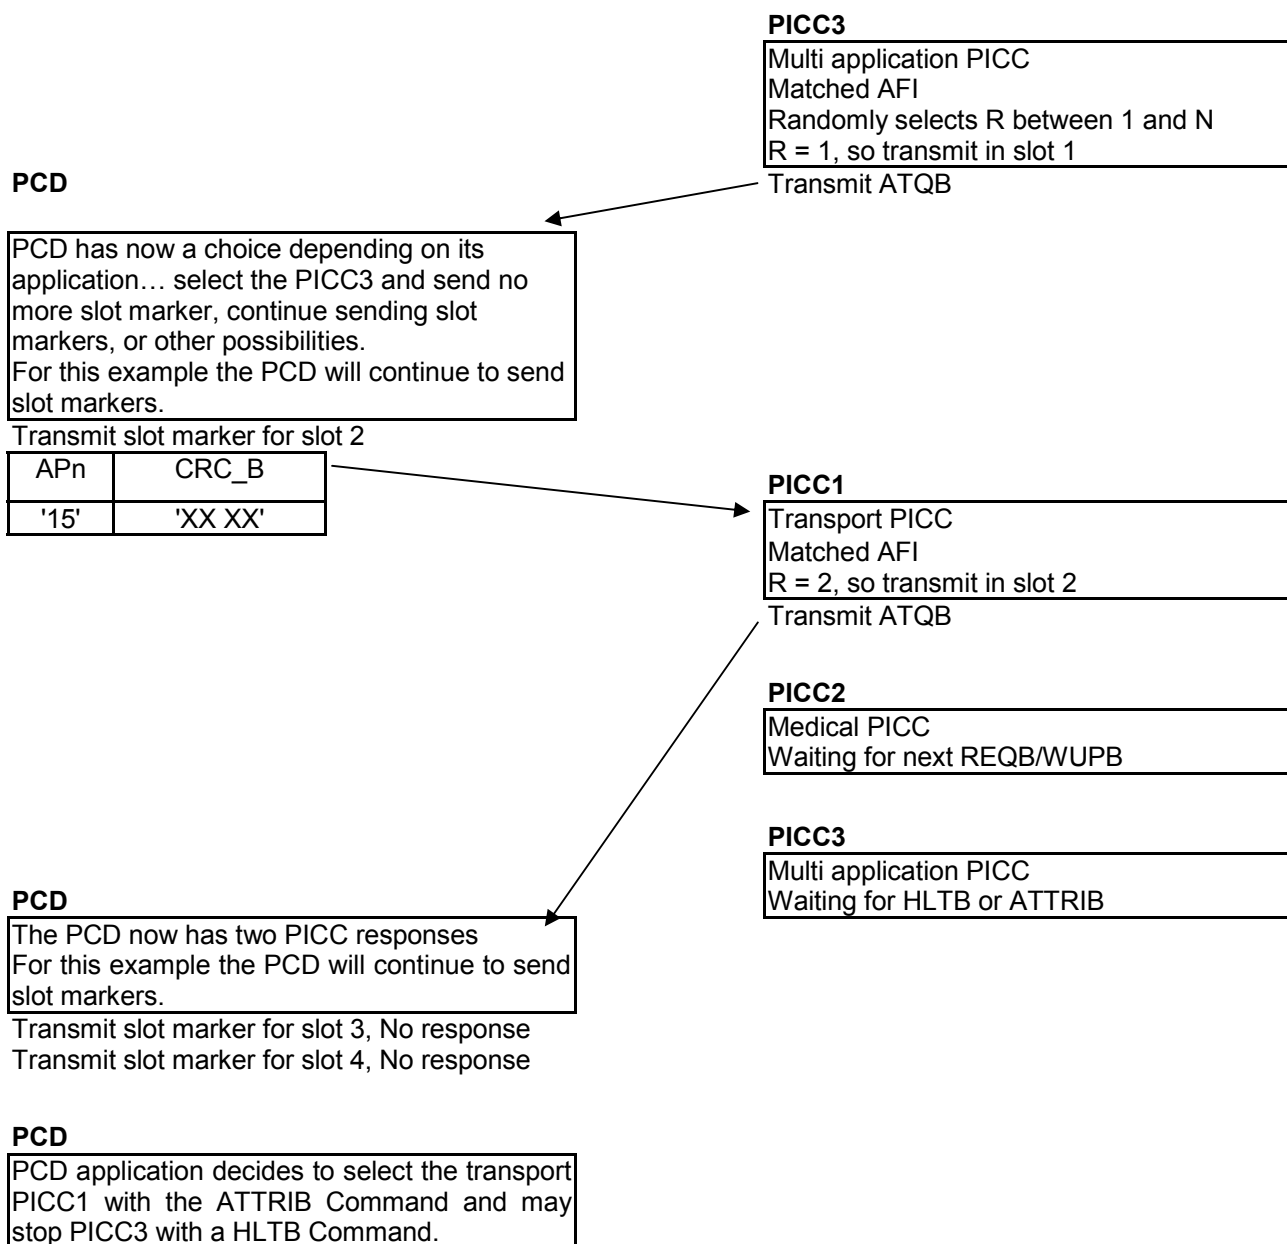 PICC3
Multi application PICC
Matched AFI
Randomly selects R between 1 and N
R = 1, so transmit in slot 1
Transmit ATQB
PCD
PCD has now a choice depending on its
application… select the PICC3 and send no
more slot marker, continue sending slot
markers, or other possibilities.
For this example the PCD will continue to send
slot markers.
Transmit slot marker for slot 2
APn CRC_B
'15' 'XX XX'
PICC1
Transport PICC
Matched AFI
R = 2, so transmit in slot 2
Transmit ATQB
PICC2
Medical PICC
Waiting for next REQB/WUPB
PICC3
Multi application PICC
Waiting for HLTB or ATTRIB
PCD
The PCD now has two PICC responses
For this example the PCD will continue to send
slot markers.
Transmit slot marker for slot 3, No response
Transmit slot marker for slot 4, No response
PCD
PCD application decides to select the transport
PICC1 with the ATTRIB Command and may
stop PICC3 with a HLTB Command.